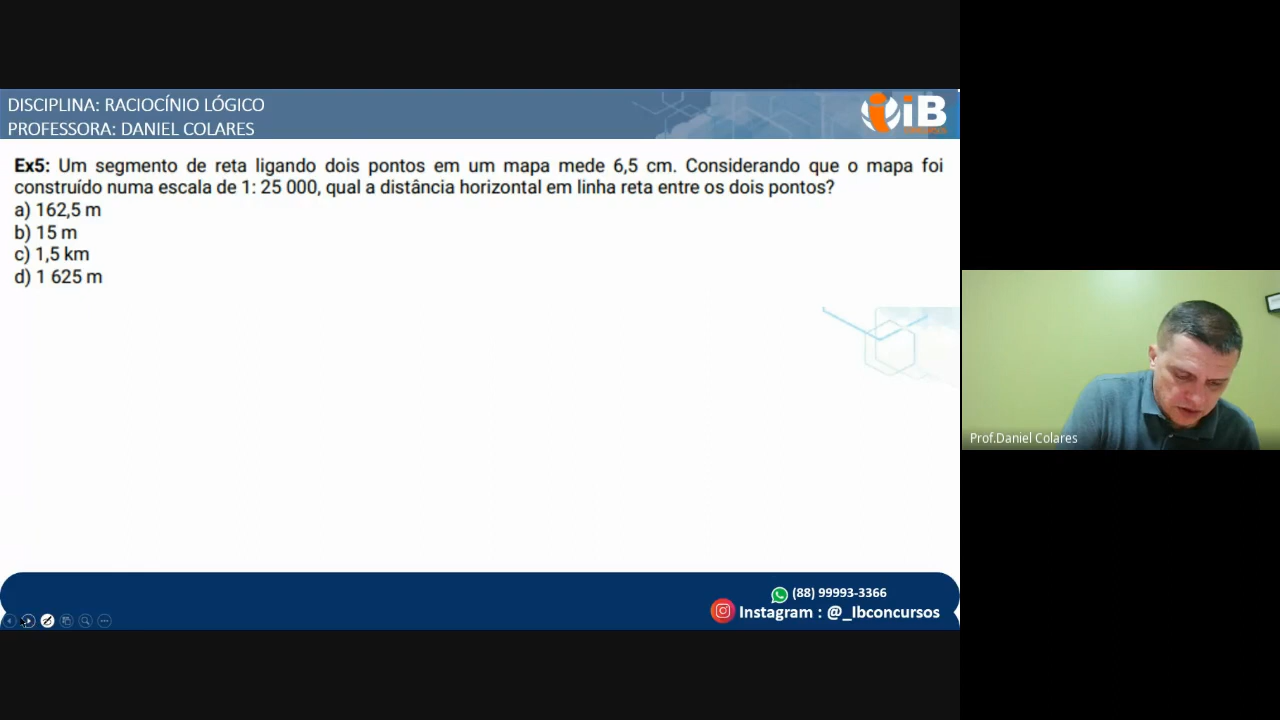 DISCIPLINA: RACIOCÍNIO LÓGICO
PROFESSORA: DANIEL COLARES
iB
Ex5: Um segmento de reta ligando dois pontos em um mapa mede 6,5 cm. Considerando que o mapa foi
construído numa escala de 1: 25 000, qual a distância horizontal em linha reta entre os dois pontos?
a) 162,5 m
b) 15 m
c) 1,5 km
d) 1 625 m
Prof.Daniel Colares
(88) 99993-3366
Instagram : @_Ibconcursos